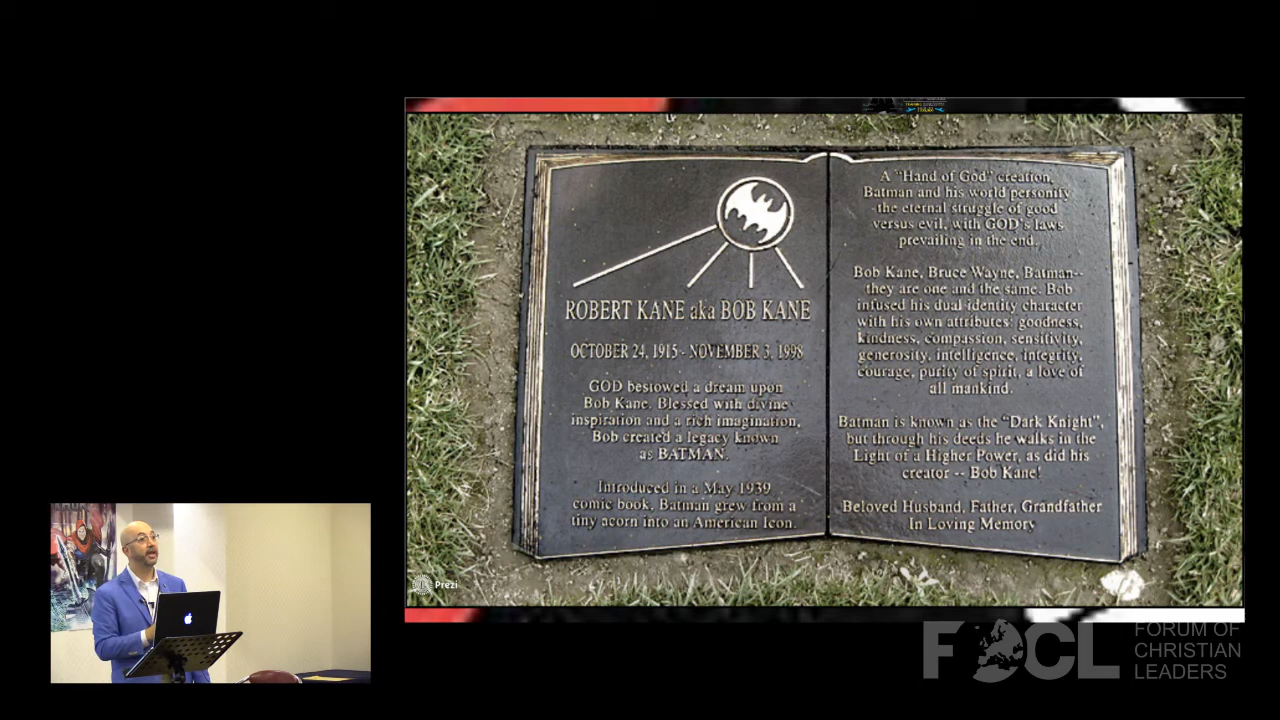 ROBERT KANE aka BOB KANE
OCTOBER 24, 1915 - NOVEMBER 3, 1998
GOD bestowed a dream upon
Bob Kane. Blessed with divine
inspiration and a rich imagination,
Bob created a legacy known
as BATMAN.
Introduced in a May 1939
comic book, Batman grew from a
tiny acorn into an American Icon.
A "Hand of God" creation,
Batman and his world personify
the eternal struggle of good
versus evil, with GOD's laws
prevailing in the end.
Bob Kane, Bruce Wayne, Batman--
they are one and the same. Bob
infused his dual identity character
with his own attributes: goodness,
kindness, compassion, sensitivity,
generosity, intelligence, integrity,
courage, purity of spirit, a love of
all mankind.
Batman is known as the "Dark Knight",
but through his deeds he walks in the
Light of a Higher Power, as did his
creator -- Bob Kane!
Beloved Husband, Father, Grandfather
In Loving Memory
Prezi
FOCL
FORUM OF
CHRISTIAN
LEADERS